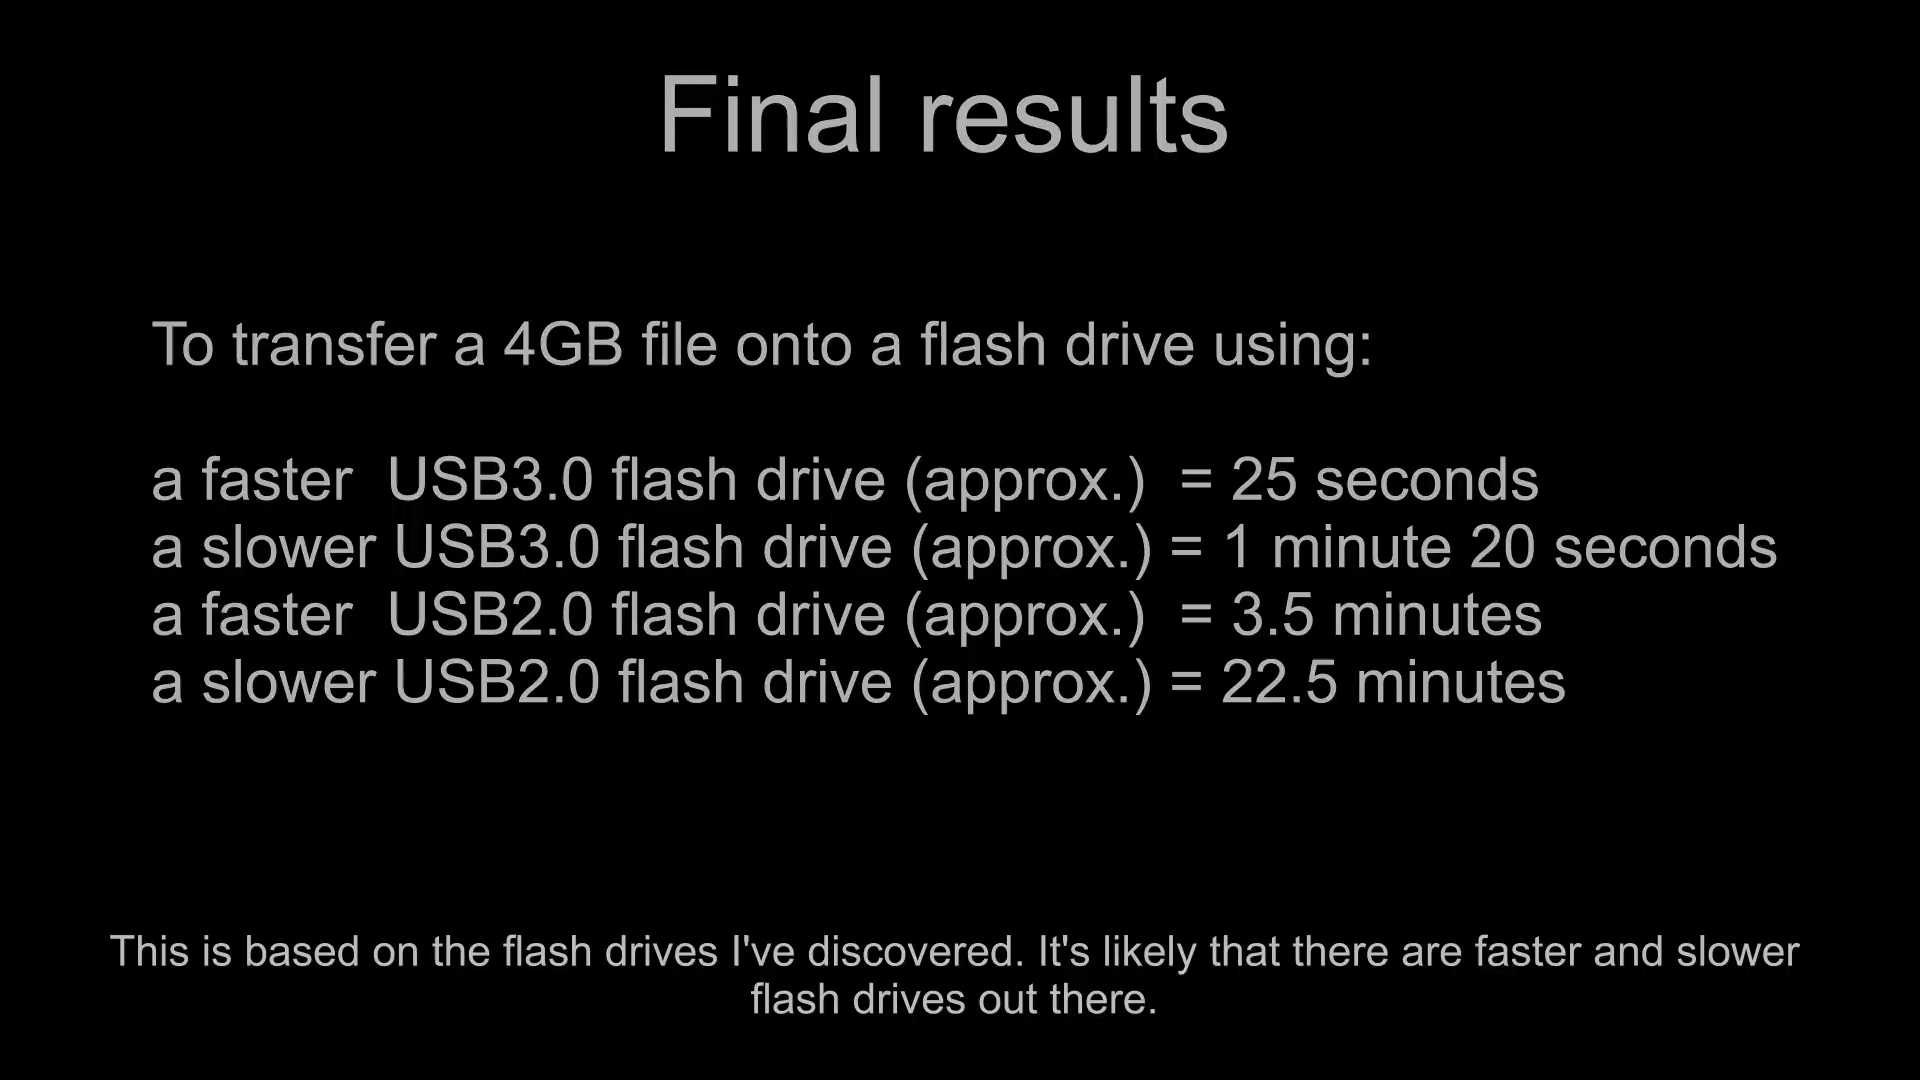 Final results
To transfer a 4GB file onto a flash drive using:
a faster  USB3.0 flash drive (approx.)  = 25 seconds
a slower USB3.0 flash drive (approx.) = 1 minute 20 seconds
a faster  USB2.0 flash drive (approx.)  = 3.5 minutes
a slower USB2.0 flash drive (approx.) = 22.5 minutes
This is based on the flash drives I've discovered. It's likely that there are faster and slower
flash drives out there.